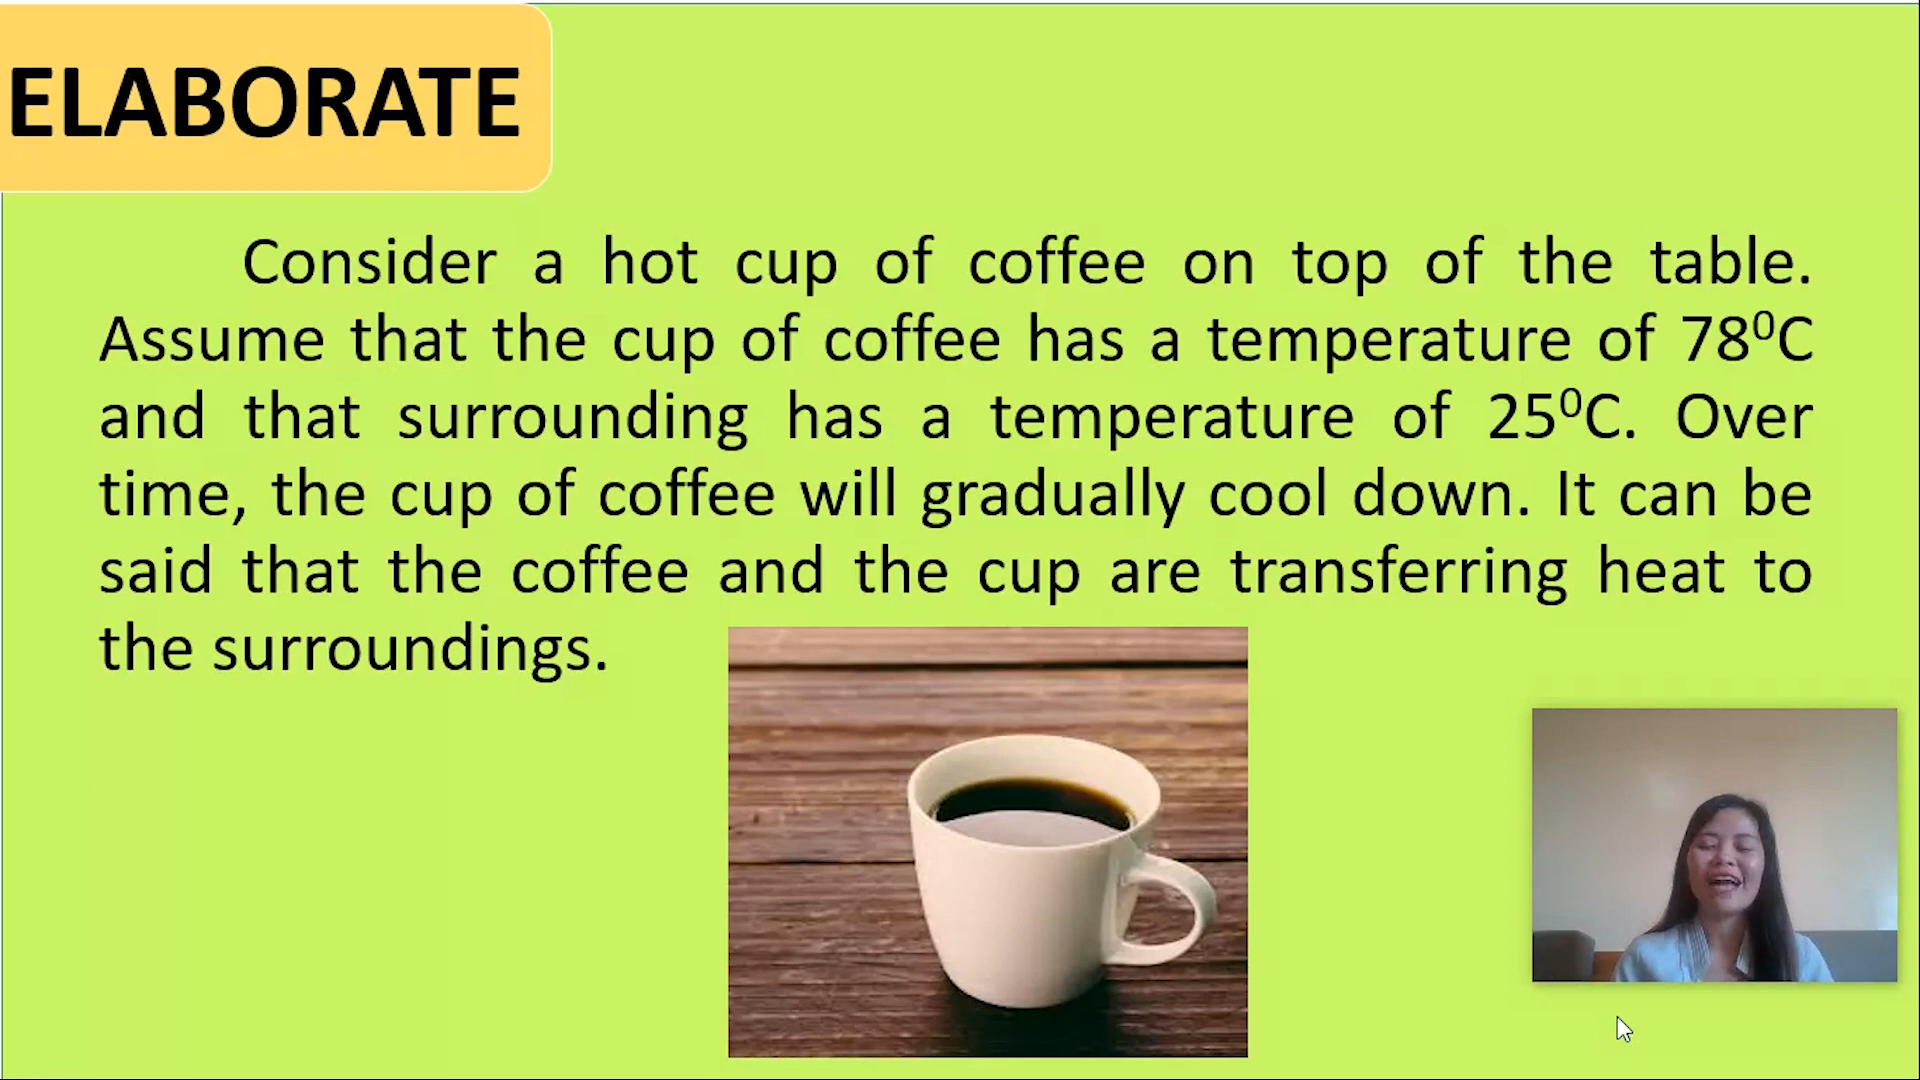 ELABORATE
Consider a hot cup of coffee on top of the table.
Assume that the cup of coffee has a temperature of 78⁰C
and that surrounding has a temperature of 25⁰C. Over
time, the cup of coffee will gradually cool down. It can be
said that the coffee and the cup are transferring heat to
the surroundings.